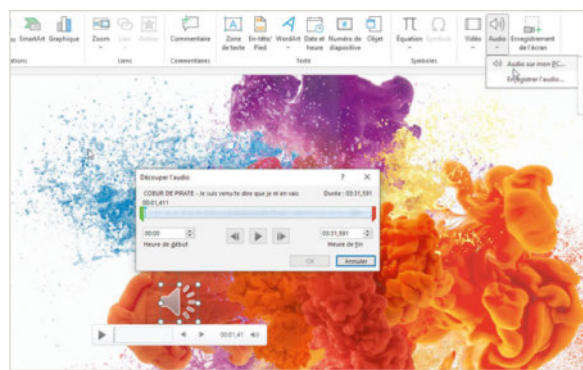 SmartArt Graphique Zoom Lien Action Commentaire Zone de texte En-tête/ Pied WordArt Date et heure Numéro de diapositive Objet Équation Symbole Vidéo Audio Enregistrement de l'écran
Liens Commentaires Texte Symboles
Audio sur mon PC...
Enregistrer l'audio...
Découper l'audio ? ×
COEUR DE PIRATE - Je suis venu te dire que je m'en vais Durée : 03:31,591
00:01,411
00:00 03:31,591
Heure de début Heure de fin
OK Annuler
00:01,41